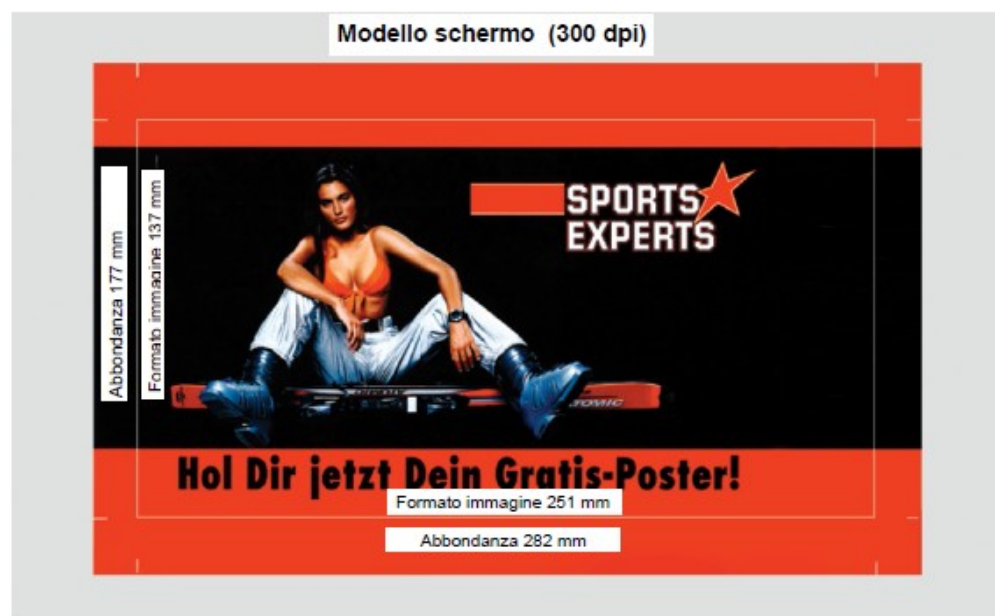 Modello schermo (300 dpi)
SPORTS
EXPERTS
Abbondanza 177 mm
Formato immagine 137 mm
ATOMIC
Hol Dir jetzt Dein Gratis-Poster!
Formato immagine 251 mm
Abbondanza 282 mm